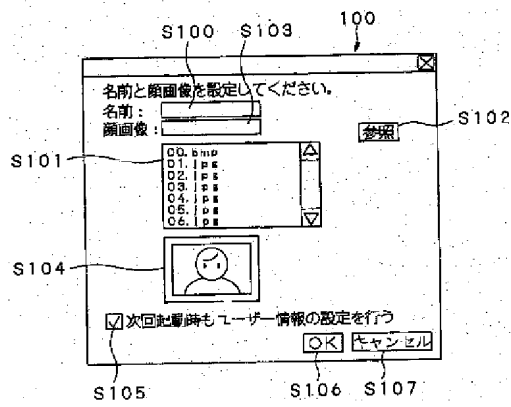 100
S100 S103
名前と顔画像を設定してください。
名前：
顔画像：
参照
S102
S101
00.bmp
01.jpg
02.jpg
03.jpg
04.jpg
05.jpg
06.jpg
S104
次回起動時もユーザー情報の設定を行う
OK キャンセル
S105 S106 S107